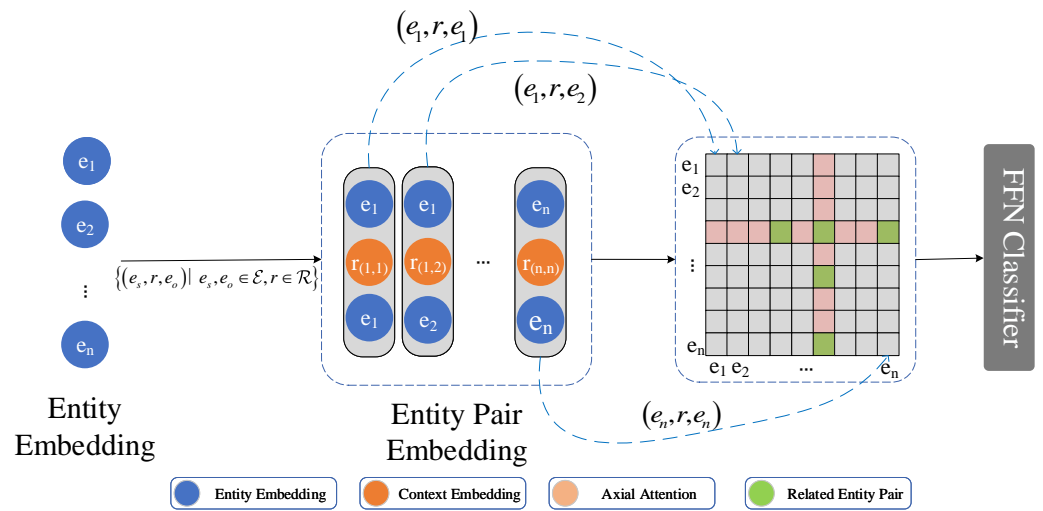 (e₁,r,e₁)
(e₁,r,e₂)
e₁
e₂
⋮
eₙ
Entity
Embedding
{(eₛ,r,eₒ)| eₛ,eₒ∈ℰ,r∈ℛ}
e₁ e₁ eₙ
r₍₁,₁₎ r₍₁,₂₎ ... r₍ₙ,ₙ₎
e₁ e₂ eₙ
Entity Pair
Embedding
e₁
e₂
⋮
eₙ
e₁ e₂ ... eₙ
(eₙ,r,eₙ)
FFN Classifier
Entity Embedding
Context Embedding
Axial Attention
Related Entity Pair